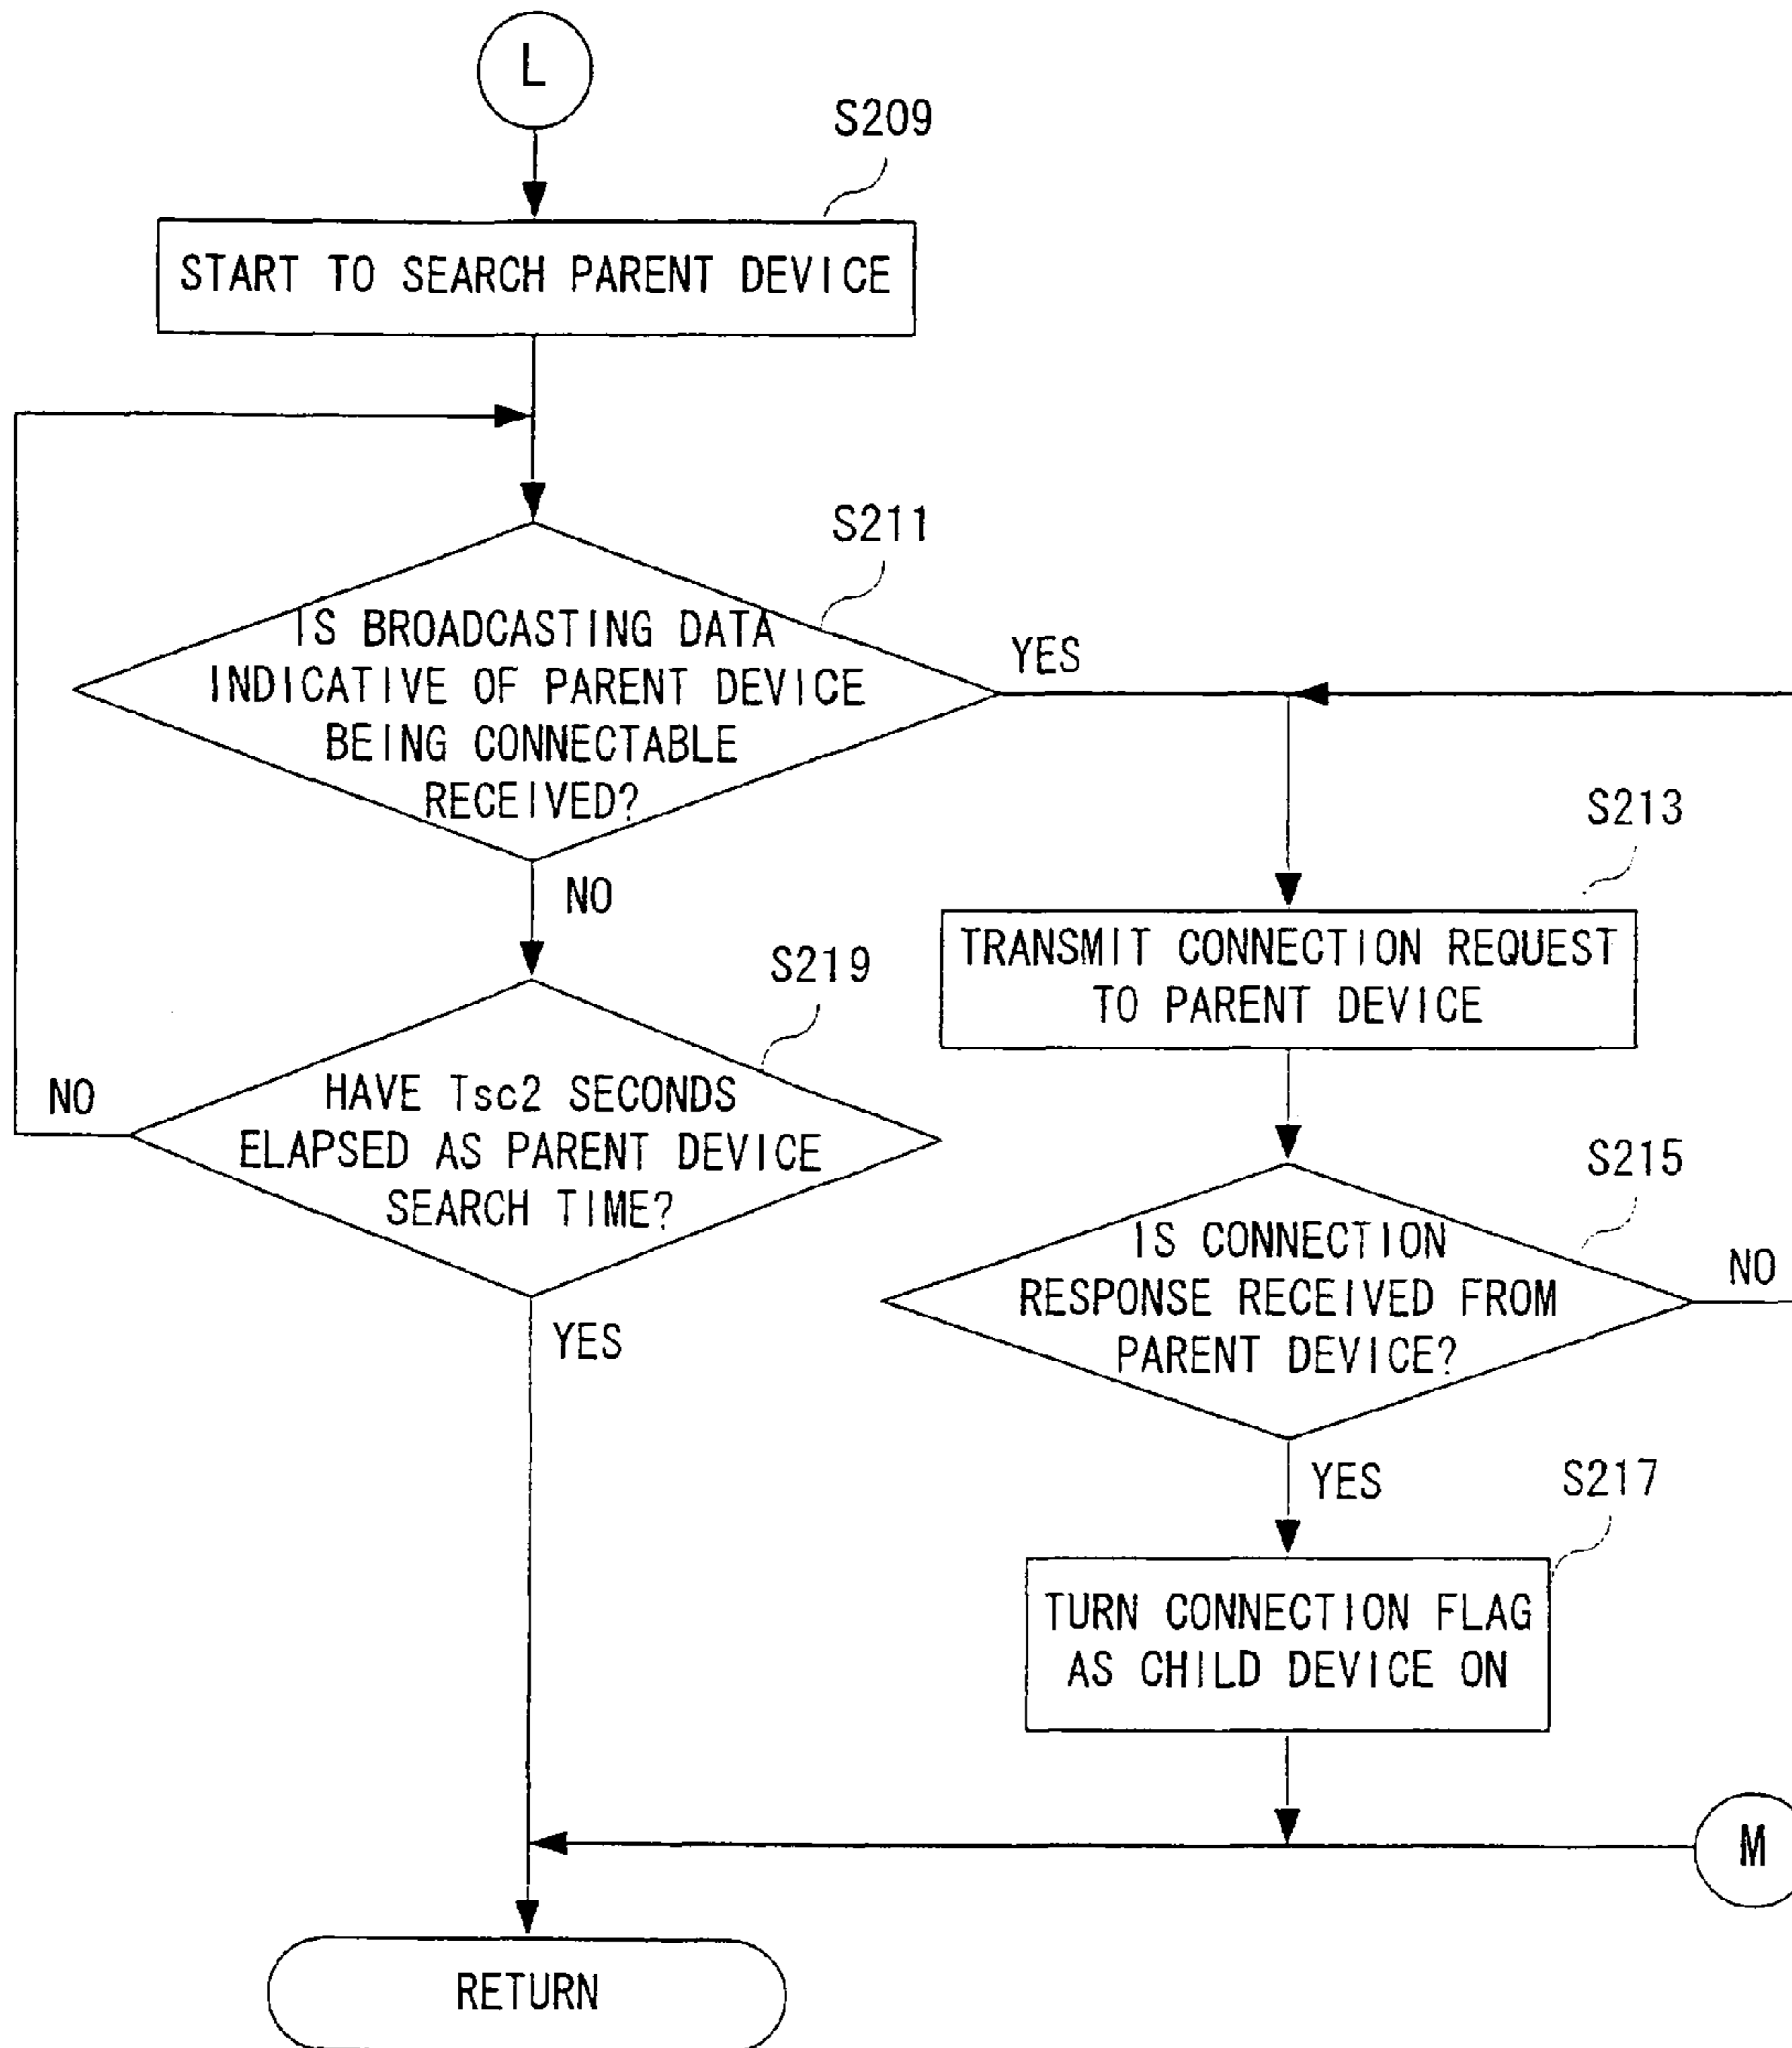 L
S209
START TO SEARCH PARENT DEVICE
S211
IS BROADCASTING DATA
INDICATIVE OF PARENT DEVICE
BEING CONNECTABLE
RECEIVED?
YES
NO
S213
TRANSMIT CONNECTION REQUEST
TO PARENT DEVICE
S219
HAVE Tsc2 SECONDS
ELAPSED AS PARENT DEVICE
SEARCH TIME?
NO
YES
S215
IS CONNECTION
RESPONSE RECEIVED FROM
PARENT DEVICE?
NO
YES
S217
TURN CONNECTION FLAG
AS CHILD DEVICE ON
M
RETURN